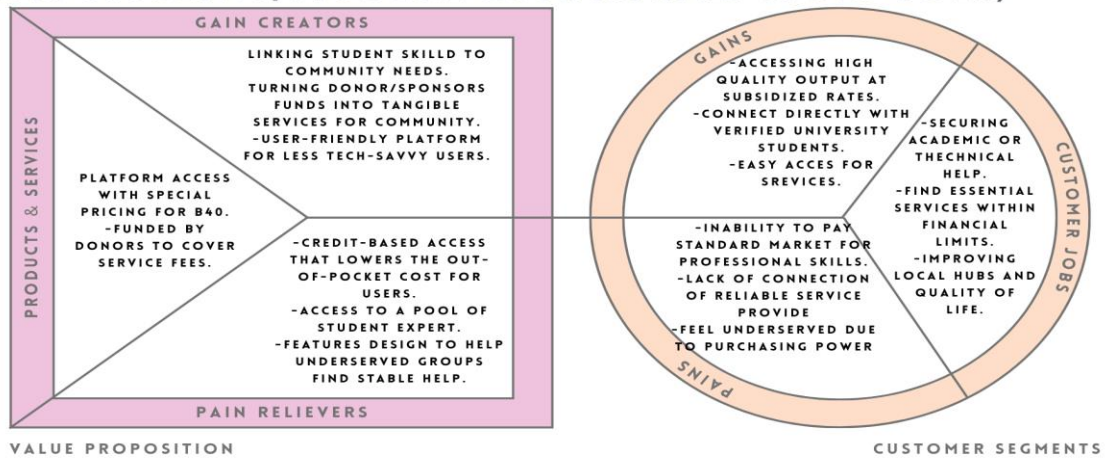 GAIN CREATORS
LINKING STUDENT SKILLD TO
COMMUNITY NEEDS.
TURNING DONOR/SPONSORS
FUNDS INTO TANGIBLE
SERVICES FOR COMMUNITY.
-USER-FRIENDLY PLATFORM
FOR LESS TECH-SAVVY USERS.
PRODUCTS & SERVICES
PLATFORM ACCESS
WITH SPECIAL
PRICING FOR B40.
-FUNDED BY
DONORS TO COVER
SERVICE FEES.
-CREDIT-BASED ACCESS
THAT LOWERS THE OUT-
OF-POCKET COST FOR
USERS.
-ACCESS TO A POOL OF
STUDENT EXPERT.
-FEATURES DESIGN TO HELP
UNDERSERVED GROUPS
FIND STABLE HELP.
PAIN RELIEVERS
VALUE PROPOSITION
GAINS
-ACCESSING HIGH
QUALITY OUTPUT AT
SUBSIDIZED RATES.
-CONNECT DIRECTLY WITH
VERIFIED UNIVERSITY
STUDENTS.
-EASY ACCES FOR
SREVICES.
-SECURING
ACADEMIC OR
THECHNICAL
HELP.
-FIND ESSENTIAL
SERVICES WITHIN
FINANCIAL
LIMITS.
-IMPROVING
LOCAL HUBS AND
QUALITY OF
LIFE.
CUSTOMER JOBS
-INABILITY TO PAY
STANDARD MARKET FOR
PROFESSIONAL SKILLS.
-LACK OF CONNECTION
OF RELIABLE SERVICE
PROVIDE
-FEEL UNDERSERVED DUE
TO PURCHASING POWER
PAINS
CUSTOMER SEGMENTS